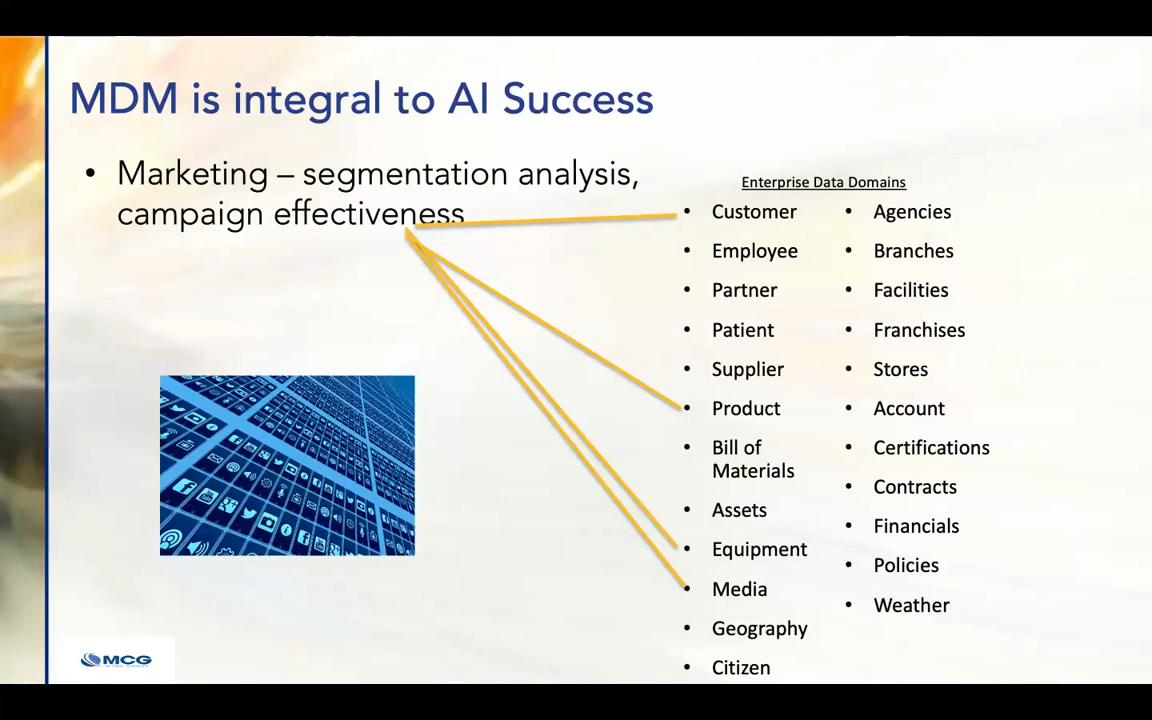 MDM is integral to AI Success
• Marketing – segmentation analysis,
campaign effectiveness
Enterprise Data Domains
• Customer
• Employee
• Partner
• Patient
• Supplier
• Product
• Bill of
Materials
• Assets
• Equipment
• Media
• Geography
• Citizen
• Agencies
• Branches
• Facilities
• Franchises
• Stores
• Account
• Certifications
• Contracts
• Financials
• Policies
• Weather
MCG